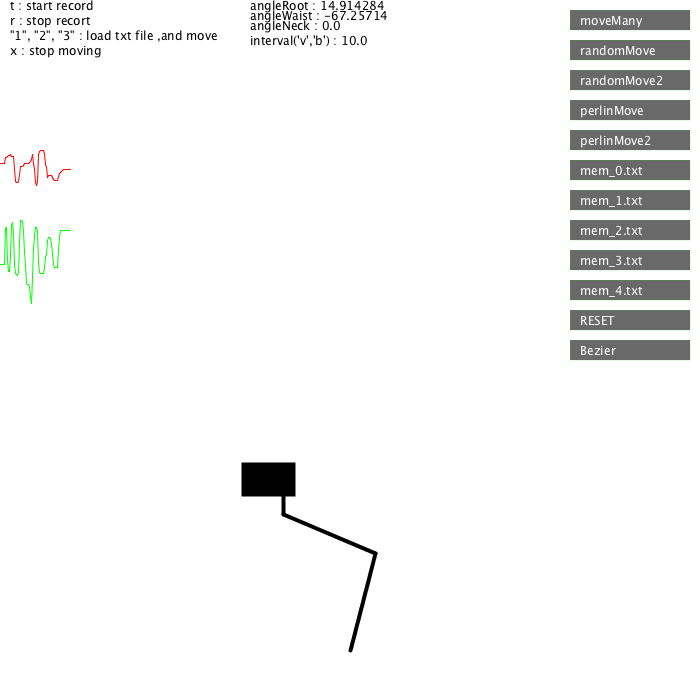 t : start record
r : stop recort
"1", "2", "3" : load txt file ,and move
x : stop moving
angleRoot : 14.914284
angleWaist : -67.25714
angleNeck : 0.0
interval('v','b') : 10.0
moveMany
randomMove
randomMove2
perlinMove
perlinMove2
mem_0.txt
mem_1.txt
mem_2.txt
mem_3.txt
mem_4.txt
RESET
Bezier